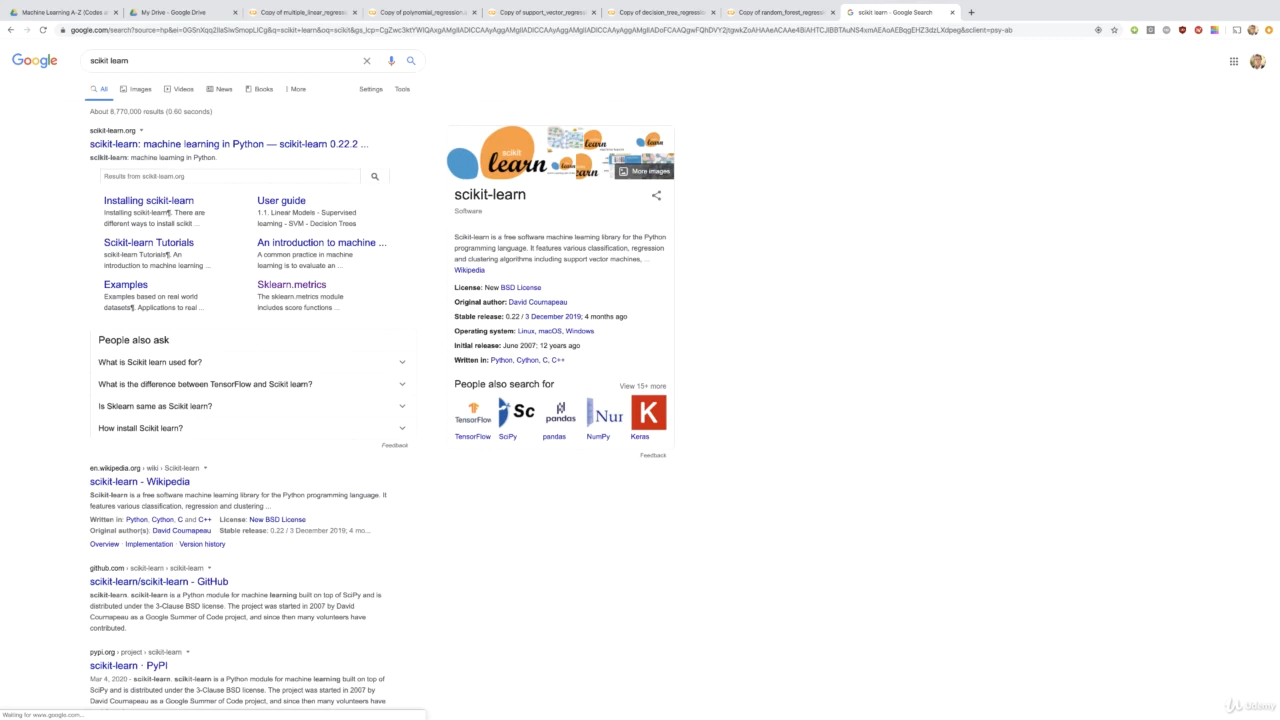 Machine Learning A-Z (Codes a
My Drive - Google Drive
Copy of multiple_linear_regress
Copy of polynomial_regression.
Copy of support_vector_regres
Copy of decision_tree_regressi
Copy of random_forest_regress
scikit learn - Google Search
Google
scikit learn
All
Images
Videos
News
Books
More
Settings
Tools
About 8,770,000 results (0.60 seconds)
scikit-learn.org
scikit-learn: machine learning in Python — scikit-learn 0.22.2 ...
scikit-learn: machine learning in Python.
Results from scikit-learn.org
Installing scikit-learn
Installing scikit-learn¶. There are
different ways to install scikit ...
User guide
1.1. Linear Models - Supervised
learning - SVM - Decision Trees
Scikit-learn Tutorials
scikit-learn Tutorials¶. An
introduction to machine learning ...
An introduction to machine ...
A common practice in machine
learning is to evaluate an ...
Examples
Examples based on real world
datasets¶. Applications to real ...
Sklearn.metrics
The sklearn.metrics module
includes score functions ...
People also ask
What is Scikit learn used for?
What is the difference between TensorFlow and Scikit learn?
Is Sklearn same as Scikit learn?
How install Scikit learn?
Feedback
en.wikipedia.org › wiki › Scikit-learn
scikit-learn - Wikipedia
Scikit-learn is a free software machine learning library for the Python programming language. It
features various classification, regression and clustering ...
Written in: Python, Cython, C and C++ License: New BSD License
Original author(s): David Cournapeau Stable release: 0.22 / 3 December 2019; 4 mo...
Overview · Implementation · Version history
github.com › scikit-learn › scikit-learn
scikit-learn/scikit-learn - GitHub
scikit-learn. scikit-learn is a Python module for machine learning built on top of SciPy and is
distributed under the 3-Clause BSD license. The project was started in 2007 by David
Cournapeau as a Google Summer of Code project, and since then many volunteers have
contributed.
pypi.org › project › scikit-learn
scikit-learn · PyPI
Mar 4, 2020 - scikit-learn. scikit-learn is a Python module for machine learning built on top of
SciPy and is distributed under the 3-Clause BSD license. The project was started in 2007 by
David Cournapeau as a Google Summer of Code project, and since then many volunteers have
scikit
learn
More images
scikit-learn
Software
Scikit-learn is a free software machine learning library for the Python
programming language. It features various classification, regression
and clustering algorithms including support vector machines, ...
Wikipedia
License: New BSD License
Original author: David Cournapeau
Stable release: 0.22 / 3 December 2019; 4 months ago
Operating system: Linux, macOS, Windows
Initial release: June 2007; 12 years ago
Written in: Python, Cython, C, C++
People also search for
View 15+ more
TensorFlow
Sc
pandas
Nur
K
TensorFlow
SciPy
pandas
NumPy
Keras
Feedback
Waiting for www.google.com...
Udemy